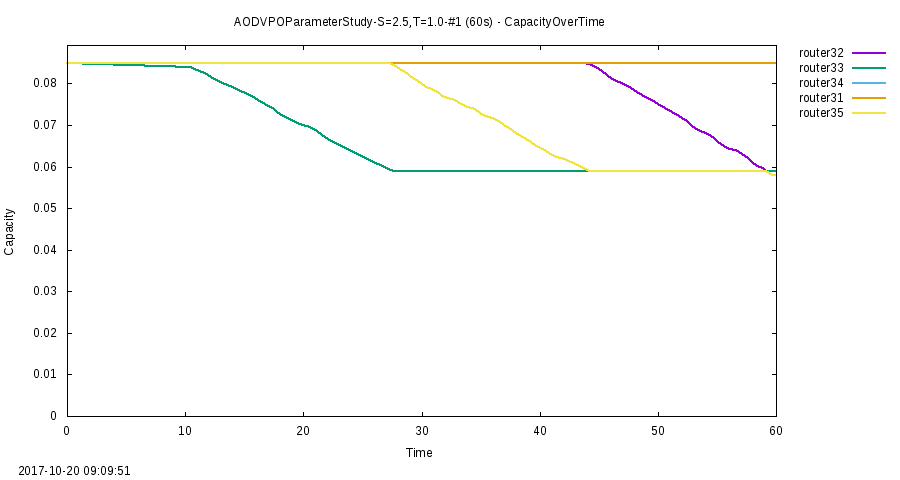 AODVPOParameterStudy-S=2.5,T=1.0-#1 (60s) - CapacityOverTime
router32
router33
router34
router31
router35
0.08
0.07
0.06
0.05
0.04
0.03
0.02
0.01
0
Capacity
0 10 20 30 40 50 60
Time
2017-10-20 09:09:51